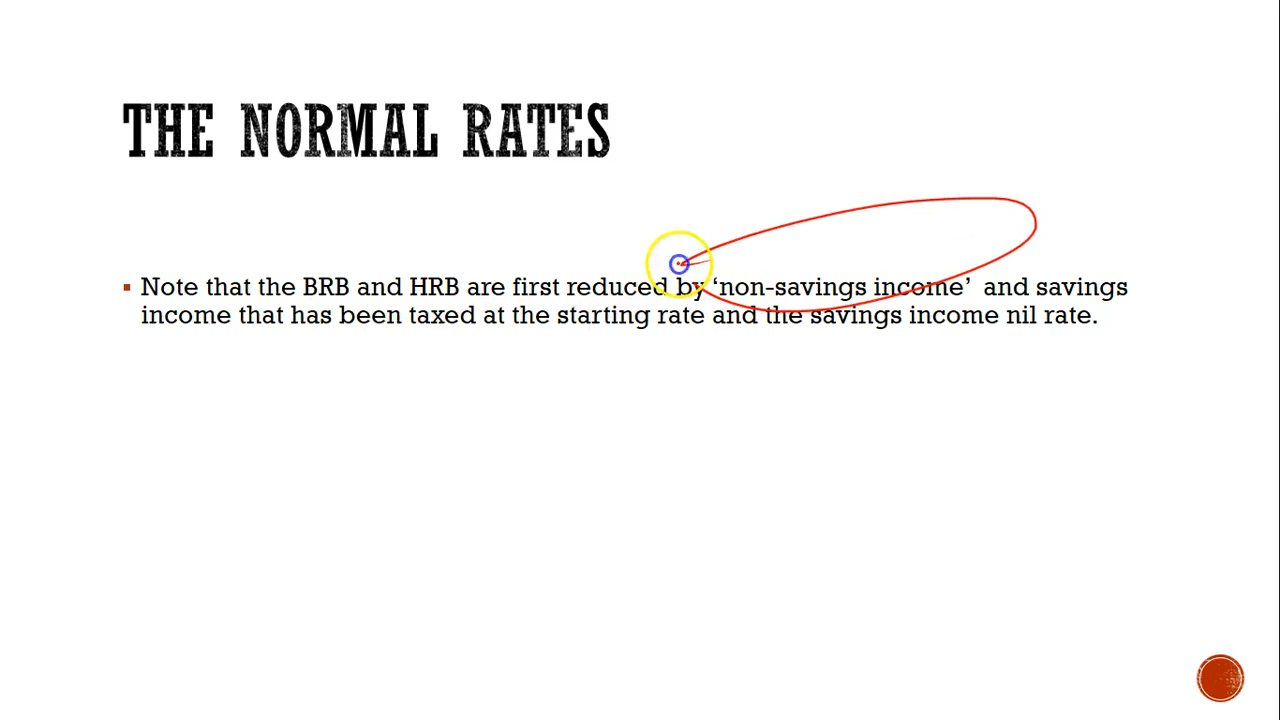 THE NORMAL RATES
Note that the BRB and HRB are first reduced by ‘non-savings income’ and savings
income that has been taxed at the starting rate and the savings income nil rate.